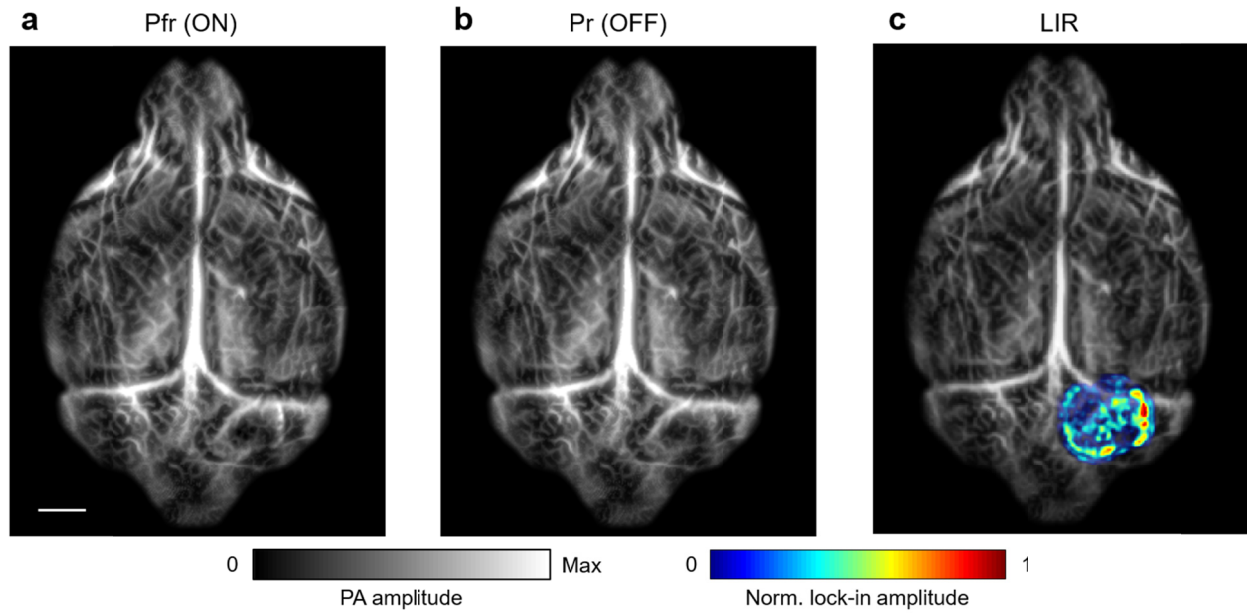 a Pfr (ON)
b Pr (OFF)
c LIR
0 Max
PA amplitude
0 1
Norm. lock-in amplitude